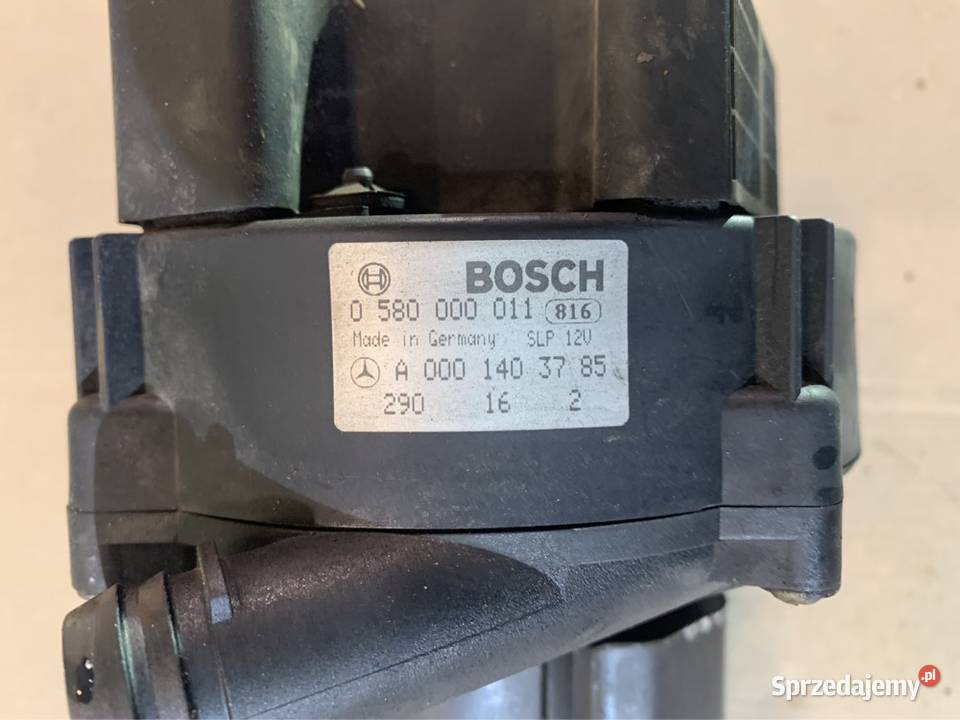 BOSCH
0 580 000 011 816
Made in Germany SLP 12V
A 000 140 37 85
290 16 2
Sprzedajemy.pl